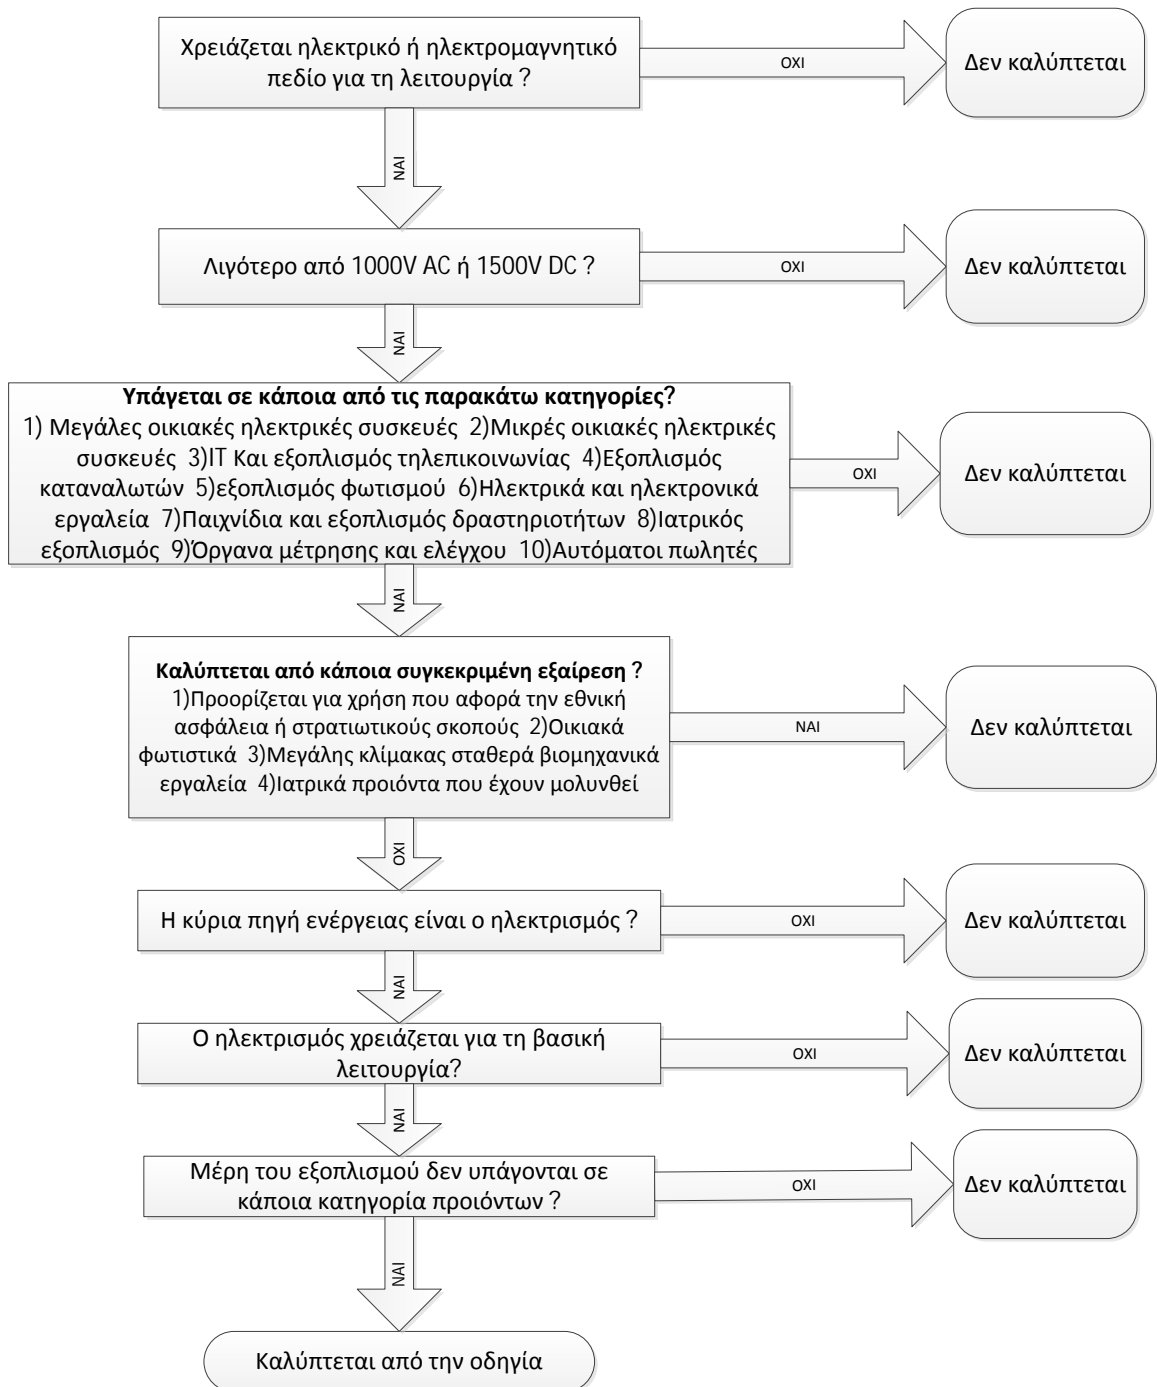 Χρειάζεται ηλεκτρικό ή ηλεκτρομαγνητικό
πεδίο για τη λειτουργία ?
ΟΧΙ
Δεν καλύπτεται
ΝΑΙ
Λιγότερο από 1000V AC ή 1500V DC ?
ΟΧΙ
Δεν καλύπτεται
ΝΑΙ
Υπάγεται σε κάποια από τις παρακάτω κατηγορίες?
1) Μεγάλες οικιακές ηλεκτρικές συσκευές 2)Μικρές οικιακές ηλεκτρικές
συσκευές 3)IT Και εξοπλισμός τηλεπικοινωνίας 4)Εξοπλισμός
καταναλωτών 5)εξοπλισμός φωτισμού 6)Ηλεκτρικά και ηλεκτρονικά
εργαλεία 7)Παιχνίδια και εξοπλισμός δραστηριοτήτων 8)Ιατρικός
εξοπλισμός 9)Όργανα μέτρησης και ελέγχου 10)Αυτόματοι πωλητές
ΟΧΙ
Δεν καλύπτεται
ΝΑΙ
Καλύπτεται από κάποια συγκεκριμένη εξαίρεση ?
1)Προορίζεται για χρήση που αφορά την εθνική
ασφάλεια ή στρατιωτικούς σκοπούς 2)Οικιακά
φωτιστικά 3)Μεγάλης κλίμακας σταθερά βιομηχανικά
εργαλεία 4)Ιατρικά προιόντα που έχουν μολυνθεί
ΝΑΙ
Δεν καλύπτεται
ΟΧΙ
Η κύρια πηγή ενέργειας είναι ο ηλεκτρισμός ?
ΟΧΙ
Δεν καλύπτεται
ΝΑΙ
Ο ηλεκτρισμός χρειάζεται για τη βασική
λειτουργία?
ΟΧΙ
Δεν καλύπτεται
ΝΑΙ
Μέρη του εξοπλισμού δεν υπάγονται σε
κάποια κατηγορία προιόντων ?
ΟΧΙ
Δεν καλύπτεται
ΝΑΙ
Καλύπτεται από την οδηγία